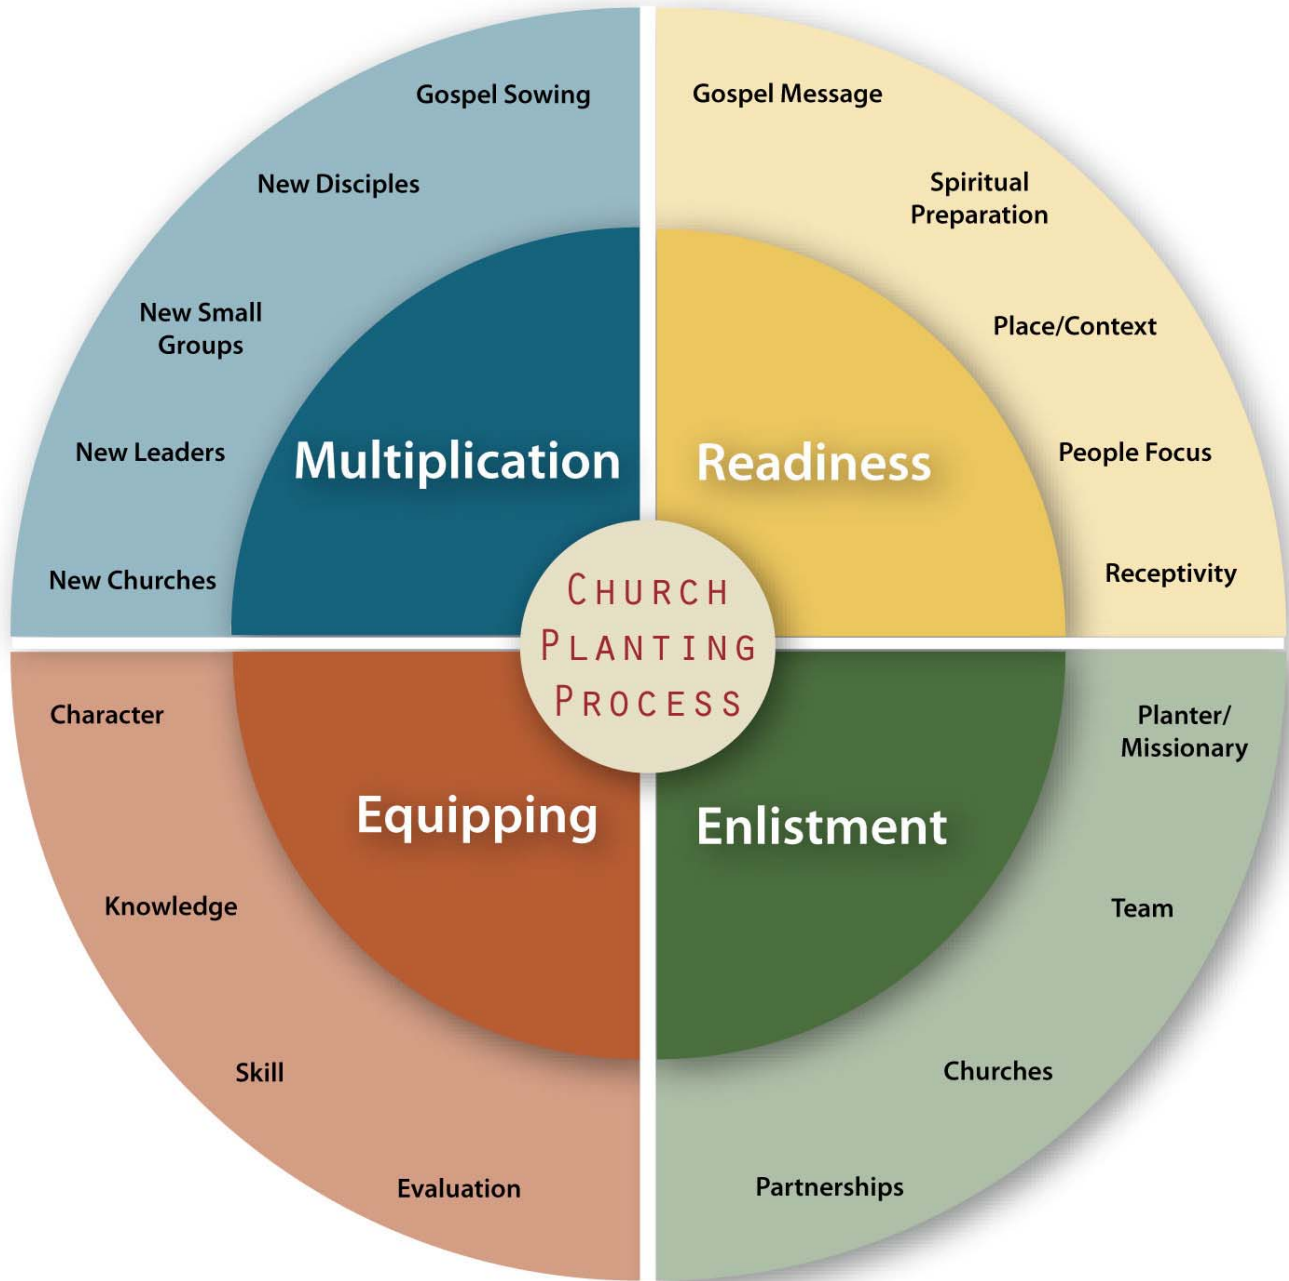 Gospel Sowing
New Disciples
New Small
Groups
New Leaders
New Churches
Multiplication
Gospel Message
Spiritual
Preparation
Place/Context
People Focus
Receptivity
Readiness
CHURCH
PLANTING
PROCESS
Character
Knowledge
Skill
Evaluation
Equipping
Planter/
Missionary
Team
Churches
Partnerships
Enlistment